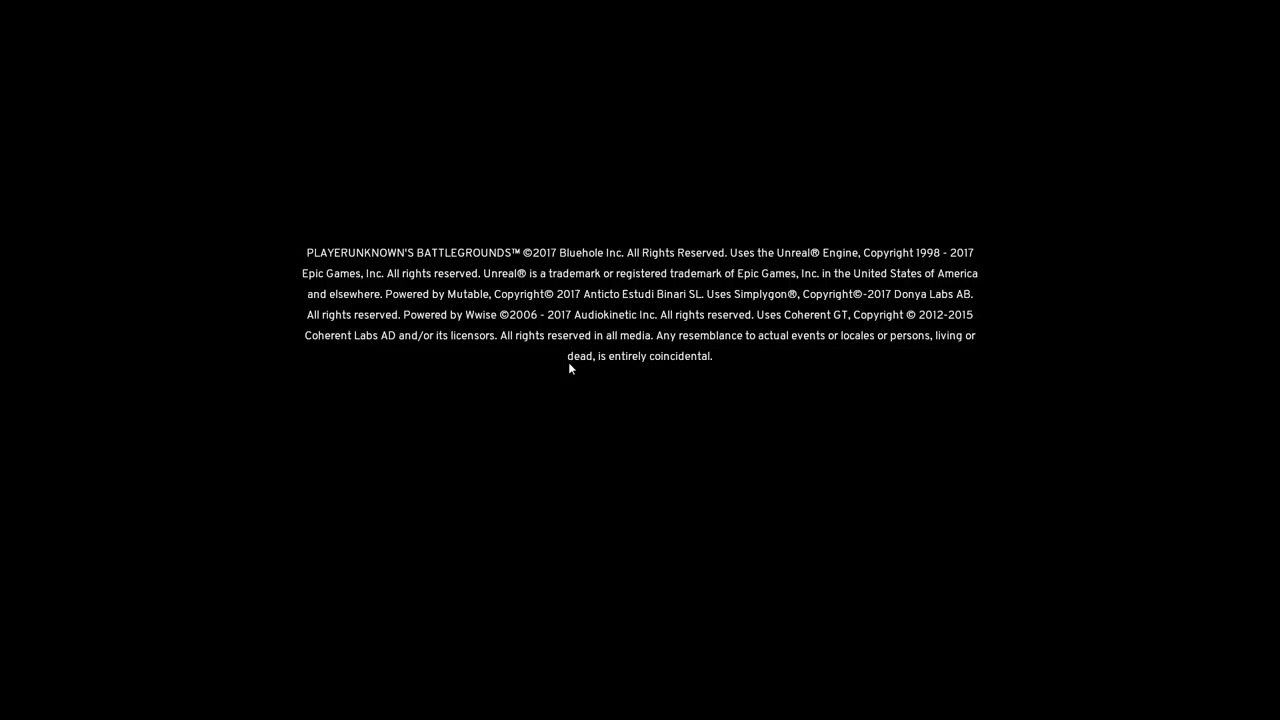 PLAYERUNKNOWN'S BATTLEGROUNDS™ ©2017 Bluehole Inc. All Rights Reserved. Uses the Unreal® Engine, Copyright 1998 - 2017
Epic Games, Inc. All rights reserved. Unreal® is a trademark or registered trademark of Epic Games, Inc. in the United States of America
and elsewhere. Powered by Mutable, Copyright© 2017 Anticto Estudi Binari SL. Uses Simplygon®, Copyright©-2017 Donya Labs AB.
All rights reserved. Powered by Wwise ©2006 - 2017 Audiokinetic Inc. All rights reserved. Uses Coherent GT, Copyright © 2012-2015
Coherent Labs AD and/or its licensors. All rights reserved in all media. Any resemblance to actual events or locales or persons, living or
dead, is entirely coincidental.